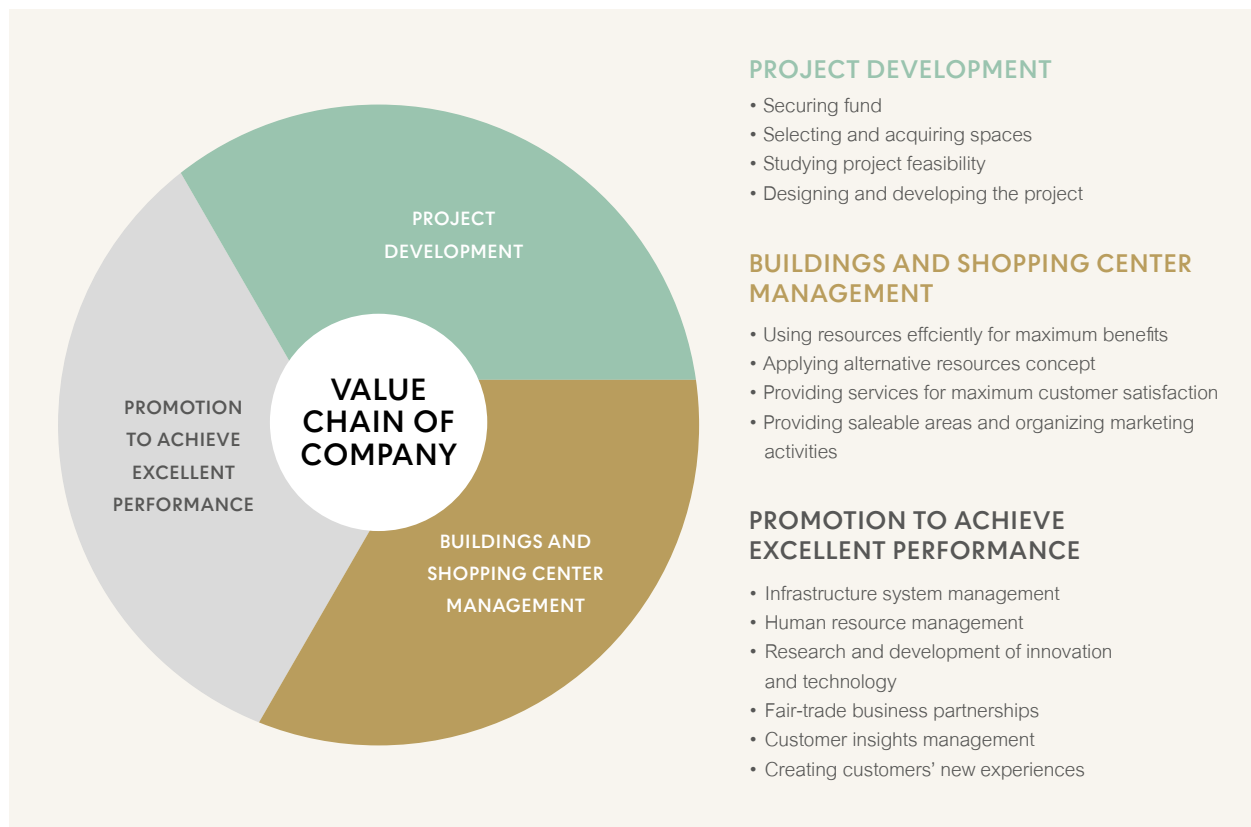 PROJECT
DEVELOPMENT
PROMOTION
TO ACHIEVE
EXCELLENT
PERFORMANCE
VALUE
CHAIN OF
COMPANY
BUILDINGS AND
SHOPPING CENTER
MANAGEMENT
PROJECT DEVELOPMENT
• Securing fund
• Selecting and acquiring spaces
• Studying project feasibility
• Designing and developing the project
BUILDINGS AND SHOPPING CENTER
MANAGEMENT
• Using resources effciently for maximum benefits
• Applying alternative resources concept
• Providing services for maximum customer satisfaction
• Providing saleable areas and organizing marketing
activities
PROMOTION TO ACHIEVE
EXCELLENT PERFORMANCE
• Infrastructure system management
• Human resource management
• Research and development of innovation
and technology
• Fair-trade business partnerships
• Customer insights management
• Creating customers’ new experiences